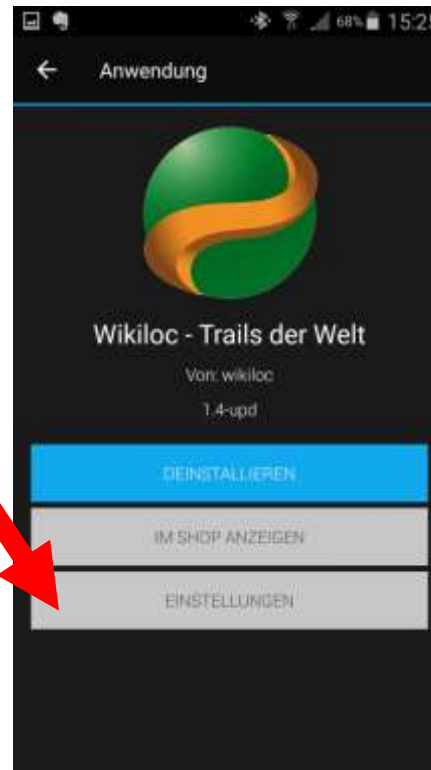 68% 15:25
Anwendung
Wikiloc - Trails der Welt
Von: wikiloc
1.4-upd
DEINSTALLIEREN
IM SHOP ANZEIGEN
EINSTELLUNGEN